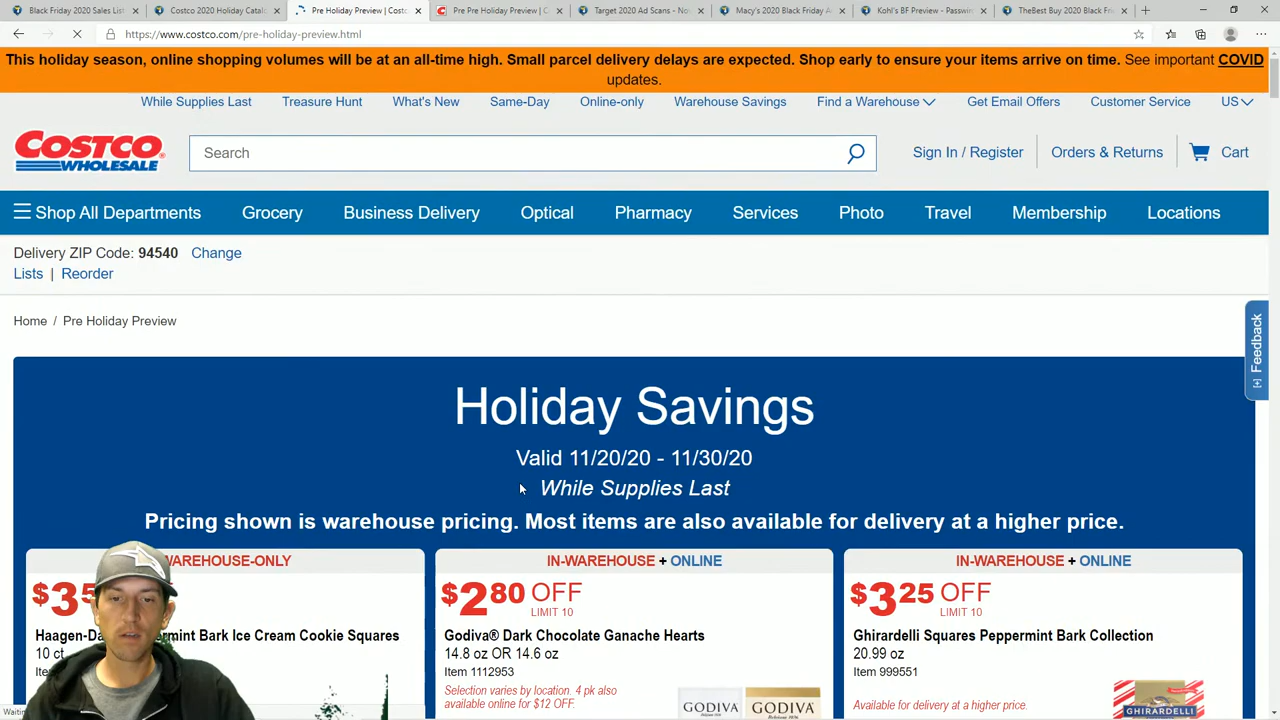 Black Friday 2020 Sales List
Costco 2020 Holiday Catalo
Pre Holiday Preview | Costc
Pre Pre Holiday Preview | C
Target 2020 Ad Scans - No
Macy's 2020 Black Friday A
Kohl's BF Preview - Passwor
TheBest Buy 2020 Black Fri
https://www.costco.com/pre-holiday-preview.html
This holiday season, online shopping volumes will be at an all-time high. Small parcel delivery delays are expected. Shop early to ensure your items arrive on time. See important COVID
updates.
While Supplies Last Treasure Hunt What's New Same-Day Online-only Warehouse Savings Find a Warehouse Get Email Offers Customer Service US
COSTCO
WHOLESALE
Search
Sign In / Register Orders & Returns Cart
Shop All Departments Grocery Business Delivery Optical Pharmacy Services Photo Travel Membership Locations
Delivery ZIP Code: 94540 Change
Lists | Reorder
Home / Pre Holiday Preview
[+] Feedback
Holiday Savings
Valid 11/20/20 - 11/30/20
While Supplies Last
Pricing shown is warehouse pricing. Most items are also available for delivery at a higher price.
WAREHOUSE-ONLY
Bark Ice Cream Cookie Squares
10 ct
IN-WAREHOUSE + ONLINE
$2 80 OFF
LIMIT 10
Godiva® Dark Chocolate Ganache Hearts
14.8 oz OR 14.6 oz
Item 1112953
Selection varies by location. 4 pk also
available online for $12 OFF.
GODIVA
GODIVA
IN-WAREHOUSE + ONLINE
$3 25 OFF
LIMIT 10
Ghirardelli Squares Peppermint Bark Collection
20.99 oz
Item 999551
Available for delivery at a higher price.
GHIRARDELLI